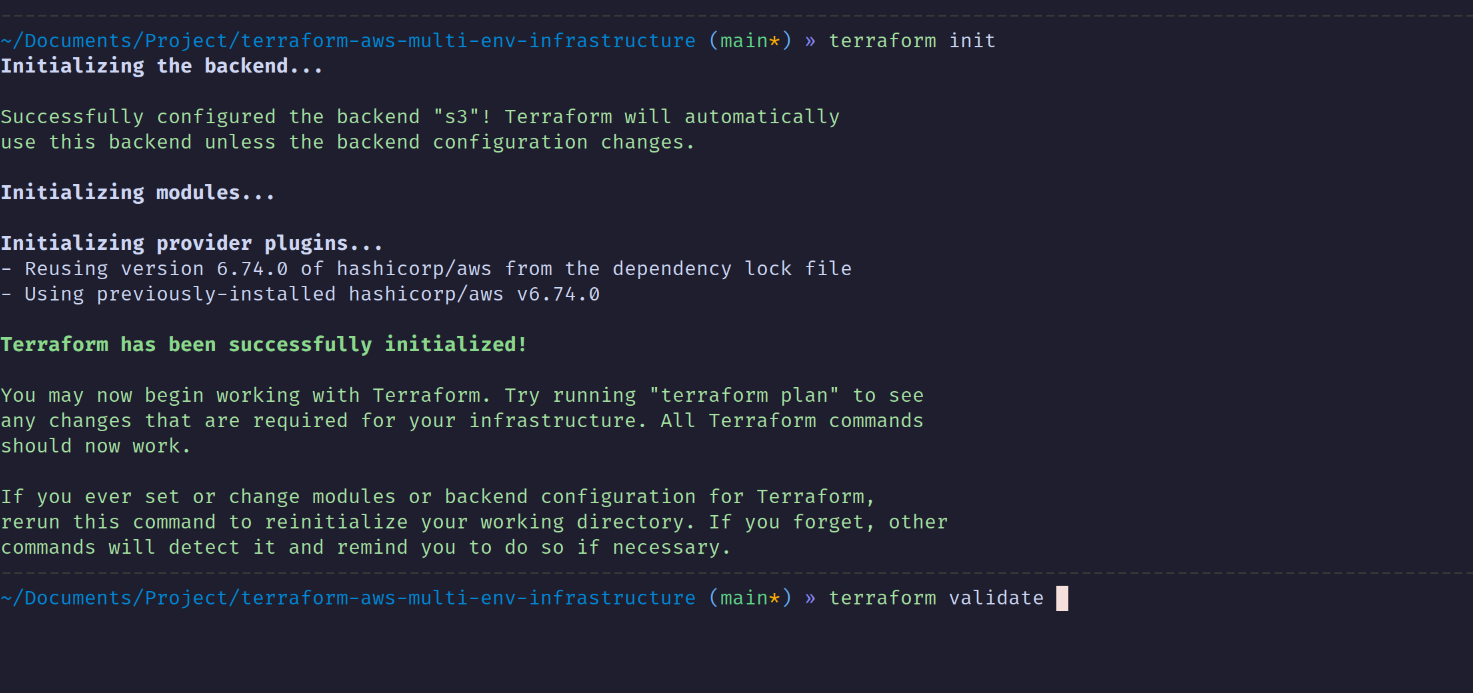 ~/Documents/Project/terraform-aws-multi-env-infrastructure (main*) » terraform init
Initializing the backend...
Successfully configured the backend "s3"! Terraform will automatically
use this backend unless the backend configuration changes.
Initializing modules...
Initializing provider plugins...
- Reusing version 6.74.0 of hashicorp/aws from the dependency lock file
- Using previously-installed hashicorp/aws v6.74.0
Terraform has been successfully initialized!
You may now begin working with Terraform. Try running "terraform plan" to see
any changes that are required for your infrastructure. All Terraform commands
should now work.
If you ever set or change modules or backend configuration for Terraform,
rerun this command to reinitialize your working directory. If you forget, other
commands will detect it and remind you to do so if necessary.
~/Documents/Project/terraform-aws-multi-env-infrastructure (main*) » terraform validate